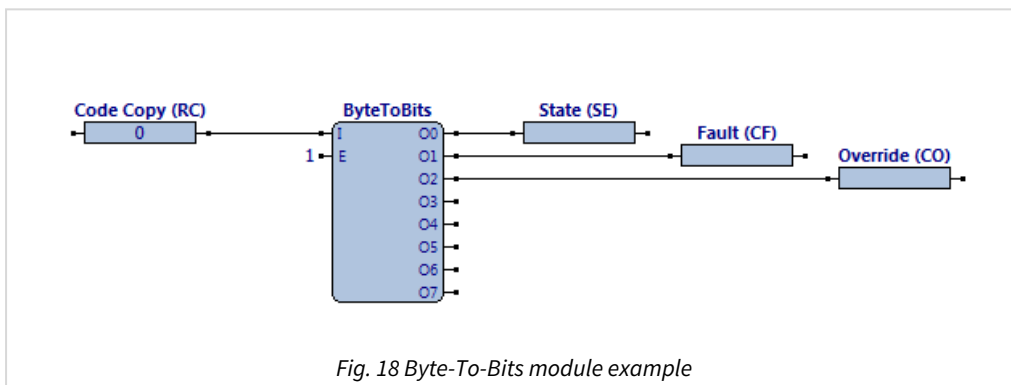 Code Copy (RC)
ByteToBits
State (SE)
0
I
O0
Fault (CF)
1
E
O1
Override (CO)
O2
O3
O4
O5
O6
O7
Fig. 18 Byte-To-Bits module example